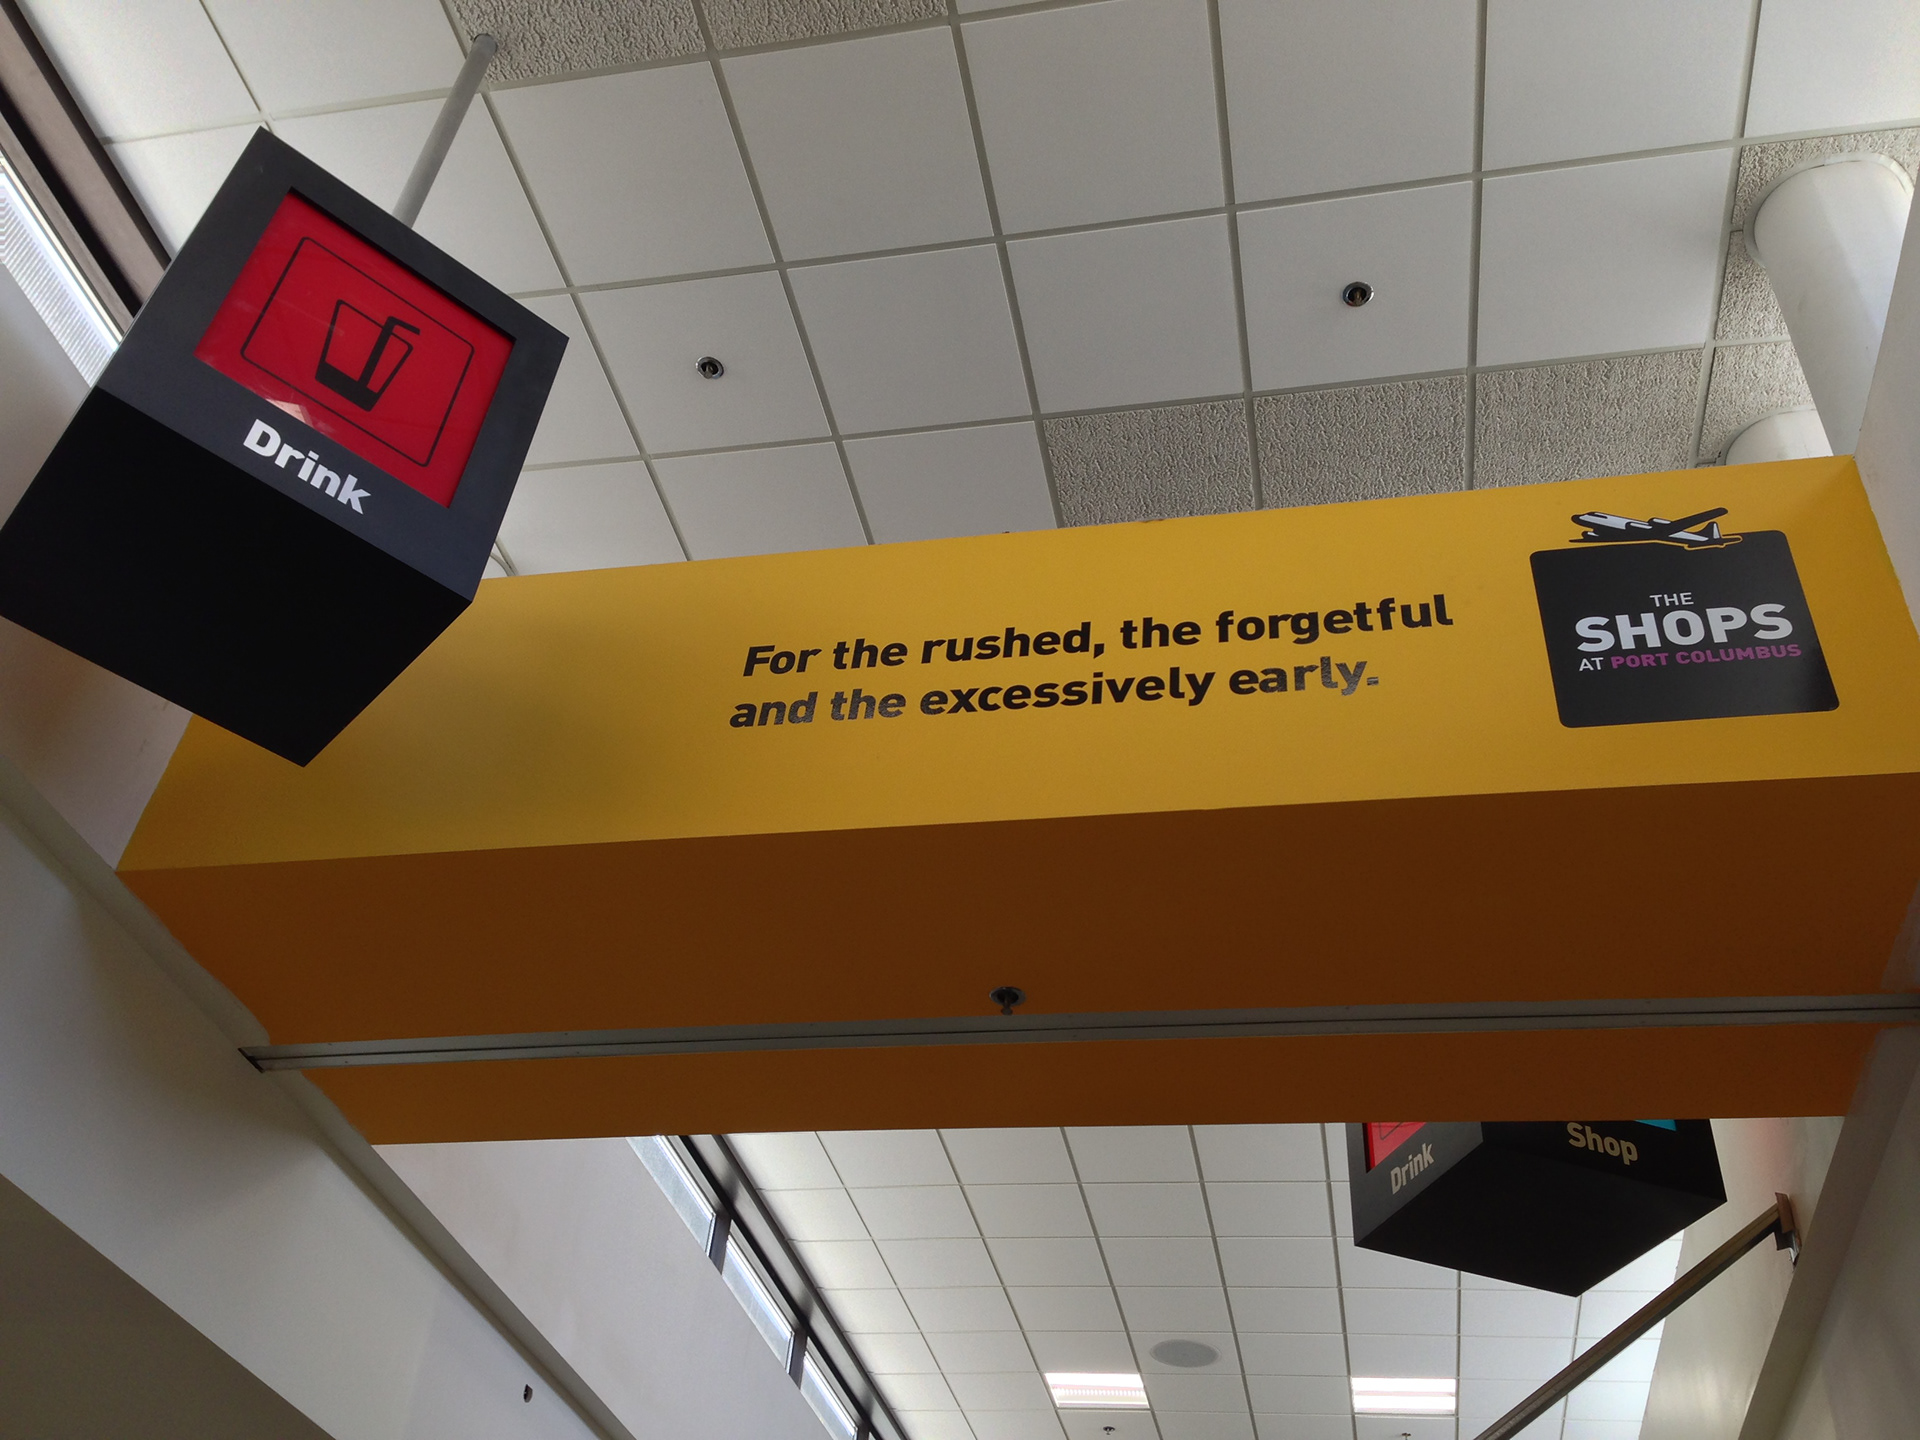 Drink
For the rushed, the forgetful
and the excessively early.
THE
SHOPS
AT PORT COLUMBUS
Drink
Shop